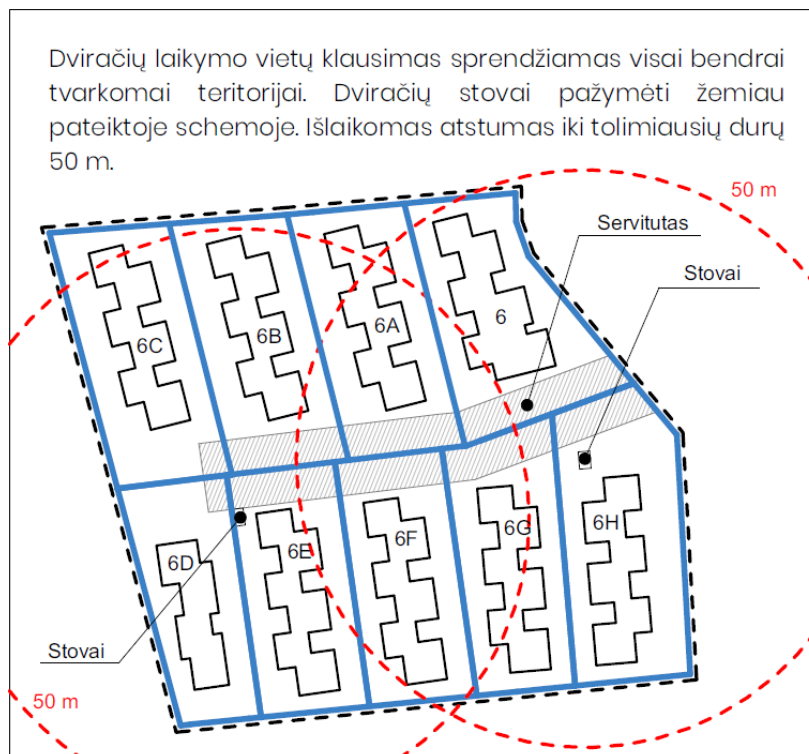 Dviračių laikymo vietų klausimas sprendžiamas visai bendrai
tvarkomai teritorijai. Dviračių stovai pažymėti žemiau
pateiktoje schemoje. Išlaikomas atstumas iki tolimiausių durų
50 m.
50 m
Servitutas
Stovai
6C
6B
6A
6
6D
6E
6F
6G
6H
Stovai
50 m